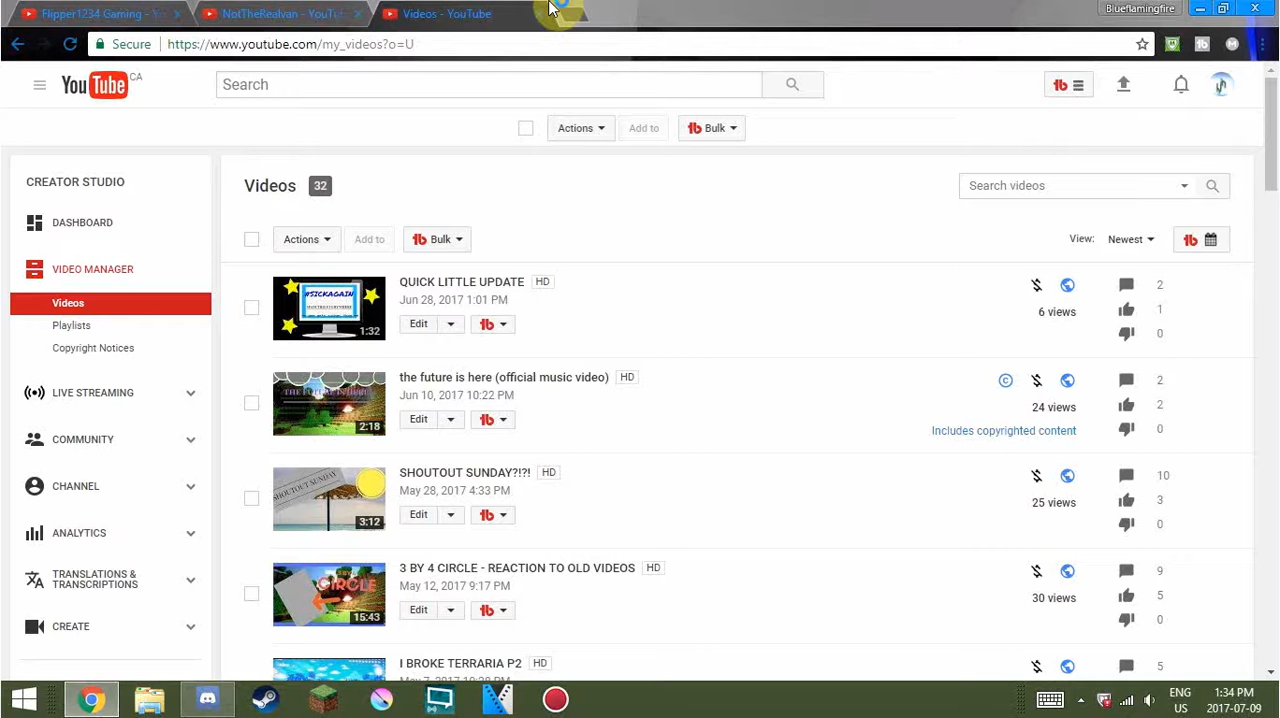 Flipper1234 Gaming - Yo
NotTheRealvan - YouTu
Videos - YouTube
Blueflamingfire
Secure
https://www.youtube.com/my_videos?o=U
YouTube CA
Search
Actions
Add to
Bulk
CREATOR STUDIO
DASHBOARD
VIDEO MANAGER
Videos
Playlists
Copyright Notices
LIVE STREAMING
COMMUNITY
CHANNEL
ANALYTICS
TRANSLATIONS &
TRANSCRIPTIONS
CREATE
Videos 32
Search videos
Actions
Add to
Bulk
View:
Newest
#SICKAGAIN
1:32
QUICK LITTLE UPDATE HD
Jun 28, 2017 1:01 PM
Edit
6 views
2
1
0
2:18
the future is here (official music video) HD
Jun 10, 2017 10:22 PM
Edit
24 views
Includes copyrighted content
2
2
0
SHOUTOUT SUNDAY
3:12
SHOUTOUT SUNDAY?!?! HD
May 28, 2017 4:33 PM
Edit
25 views
10
3
0
CIRCLE
15:43
3 BY 4 CIRCLE - REACTION TO OLD VIDEOS HD
May 12, 2017 9:17 PM
Edit
30 views
9
5
0
I BROKE TERRARIA P2 HD
5
ENG
US
1:34 PM
2017-07-09